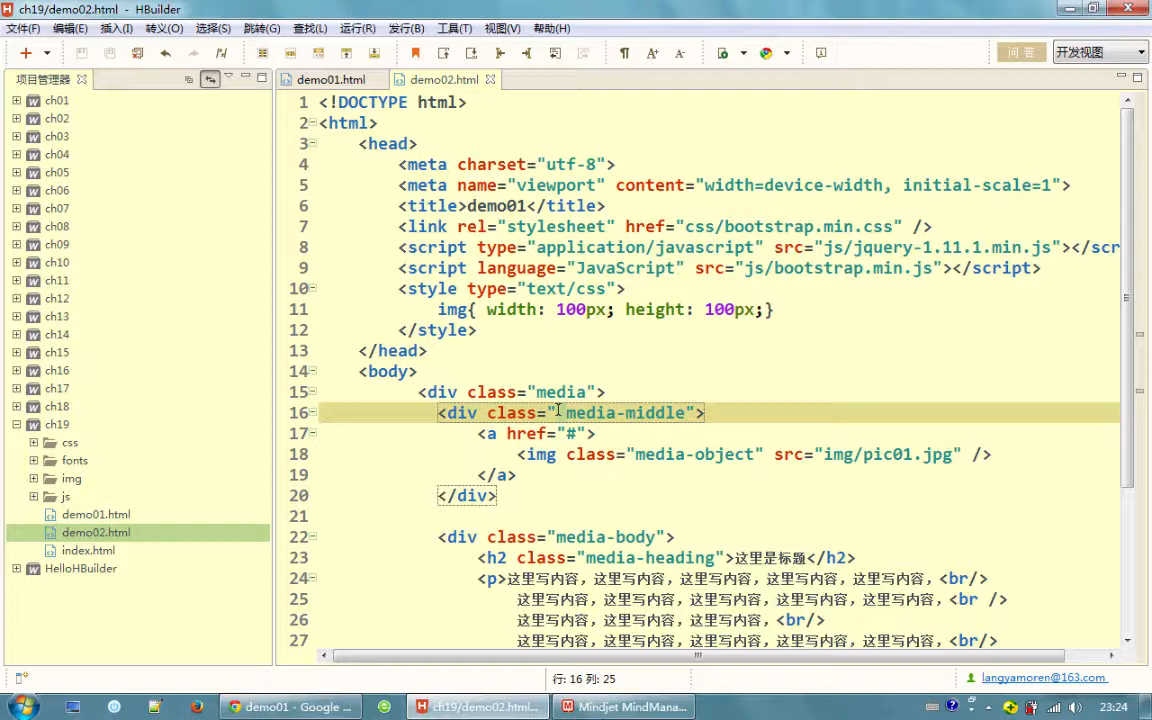 ch19/demo02.html - HBuilder
文件(F) 编辑(E) 插入(I) 转义(O) 选择(S) 跳转(G) 查找(L) 运行(R) 发行(B) 工具(T) 视图(V) 帮助(H)
问 答 开发视图
项目管理器 demo01.html demo02.html
ch01
ch02
ch03
ch04
ch05
ch06
ch07
ch08
ch09
ch10
ch11
ch12
ch13
ch14
ch15
ch16
ch17
ch18
ch19
css
fonts
img
js
demo01.html
demo02.html
index.html
HelloHBuilder
1 <!DOCTYPE html>
2 <html>
3 <head>
4 <meta charset="utf-8">
5 <meta name="viewport" content="width=device-width, initial-scale=1">
6 <title>demo01</title>
7 <link rel="stylesheet" href="css/bootstrap.min.css" />
8 <script type="application/javascript" src="js/jquery-1.11.1.min.js"></scr
9 <script language="JavaScript" src="js/bootstrap.min.js"></script>
10 <style type="text/css">
11 img{ width: 100px; height: 100px;}
12 </style>
13 </head>
14 <body>
15 <div class="media">
16 <div class=" media-middle">
17 <a href="#">
18 <img class="media-object" src="img/pic01.jpg" />
19 </a>
20 </div>
21
22 <div class="media-body">
23 <h2 class="media-heading">这里是标题</h2>
24 <p>这里写内容，这里写内容，这里写内容，这里写内容，这里写内容，<br/>
25 这里写内容，这里写内容，这里写内容，这里写内容，这里写内容，<br />
26 这里写内容，这里写内容，这里写内容，<br/>
27 这里写内容，这里写内容，这里写内容，这里写内容，这里写内容，<br/>
行: 16 列: 25
langyamoren@163.com
demo01 - Google ... ch19/demo02.html... Mindjet MindMana... 23:24